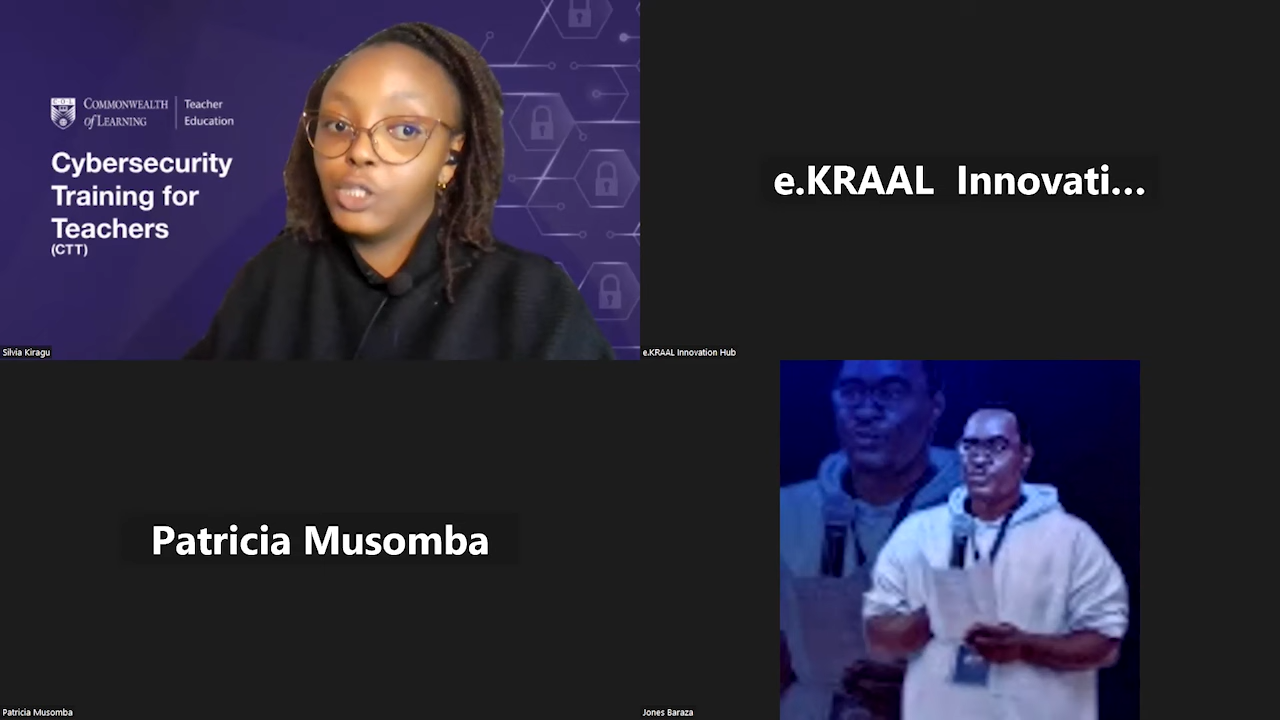 COL
COMMONWEALTH
of LEARNING
Teacher
Education
Cybersecurity
Training for
Teachers
(CTT)
Silvia Kiragu
e.KRAAL Innovati...
e.KRAAL Innovation Hub
Patricia Musomba
Patricia Musomba
Jones Baraza